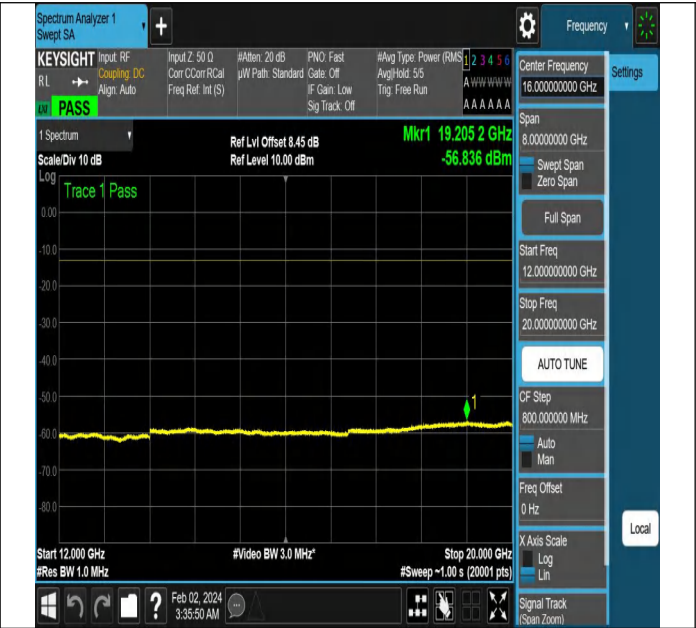 Spectrum Analyzer 1
Swept SA
+
Frequency
KEYSIGHT
RL
PASS
Input: RF
Coupling: DC
Align: Auto
Input Z: 50 Ω
Corr CCorr RCal
Freq Ref: Int (S)
#Atten: 20 dB
µW Path: Standard
PNO: Fast
Gate: Off
IF Gain: Low
Sig Track: Off
#Avg Type: Power (RMS
Avg|Hold: 5/5
Trig: Free Run
1 2 3 4 5 6
A W W W W W
A A A A A A
1 Spectrum
Scale/Div 10 dB
Ref Lvl Offset 8.45 dB
Ref Level 10.00 dBm
Mkr1 19.205 2 GHz
-56.836 dBm
Log
Trace 1 Pass
0.00
-10.0
-20.0
-30.0
-40.0
-50.0
-60.0
-70.0
-80.0
1
Start 12.000 GHz
#Res BW 1.0 MHz
#Video BW 3.0 MHz*
Stop 20.000 GHz
#Sweep ~1.00 s (20001 pts)
Center Frequency
16.000000000 GHz
Span
8.00000000 GHz
Swept Span
Zero Span
Full Span
Start Freq
12.000000000 GHz
Stop Freq
20.000000000 GHz
AUTO TUNE
CF Step
800.000000 MHz
Auto
Man
Freq Offset
0 Hz
X Axis Scale
Log
Lin
Signal Track
(Span Zoom)
Settings
Local
?
Feb 02, 2024
3:35:50 AM